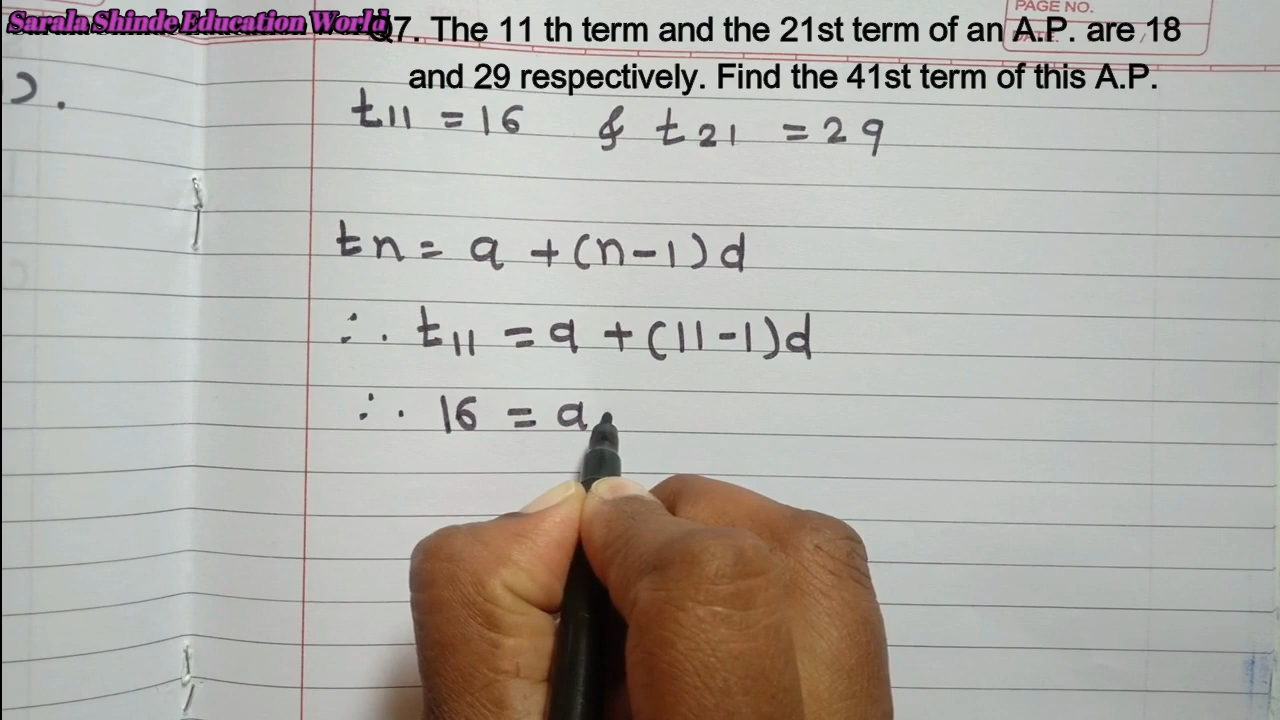 Sarala Shinde Education World
PAGE NO.
Q7. The 11 th term and the 21st term of an A.P. are 18
and 29 respectively. Find the 41st term of this A.P.
t11 = 16 & t21 = 29
tn = a + (n-1)d
∴ t11 = a + (11-1)d
∴ 16 = a